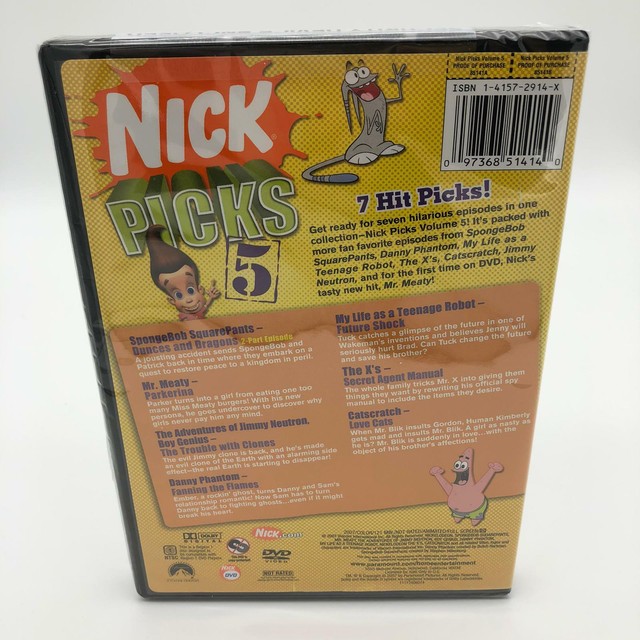 NICK
PICKS
5
Nick Picks Volume 5
PROOF OF PURCHASE
851414
Nick Picks Volume 5
PROOF OF PURCHASE
851414
ISBN 1-4157-2914-X
0 97368 51414 0
7 Hit Picks!
Get ready for seven hilarious episodes in one
collection–Nick Picks Volume 5! It's packed with
more fan favorite episodes from SpongeBob
SquarePants, Danny Phantom, My Life as a
Teenage Robot, The X's, Catscratch, Jimmy
Neutron, and for the first time on DVD, Nick's
tasty new hit, Mr. Meaty!
SpongeBob SquarePants –
Dunces and Dragons 2-Part Episode
A jousting accident sends SpongeBob and
Patrick back in time where they embark on a
quest to restore peace to a kingdom in peril.
Mr. Meaty –
Parkerina
Parker turns into a girl from eating one too
many Miss Meaty burgers! With his new
persona, he goes undercover to discover why
girls never pay him any mind.
The Adventures of Jimmy Neutron,
Boy Genius –
The Trouble with Clones
The evil Jimmy clone is back, and he's made
an evil clone of the Earth with an alarming side
effect—the real Earth is starting to disappear!
Danny Phantom –
Fanning the Flames
Ember, a rockin' ghost, turns Danny and Sam's
relationship romantic! Now Sam has to turn
Danny back to fighting ghosts...even if it might
break his heart.
My Life as a Teenage Robot –
Future Shock
Tuck catches a glimpse of the future in one of
Wakeman's inventions and believes Jenny will
seriously hurt Brad. Can Tuck change the future
and save his brother?
The X's –
Secret Agent Manual
The whole family tricks Mr. X into giving them
things they want by rewriting his official spy
manual to include the items they desire.
Catscratch –
Love Cats
When Mr. Blik insults Gordon, Human Kimberly
gets mad and insults Mr. Blik. A girl as nasty as
he is? Mr. Blik is suddenly in love...with the
object of his brother's affections!
DOLBY
DIGITAL
NICK.com
NTSC
DVD
VIDEO
NICK
DVD
NOT RATED
www.paramount.com/homeentertainment